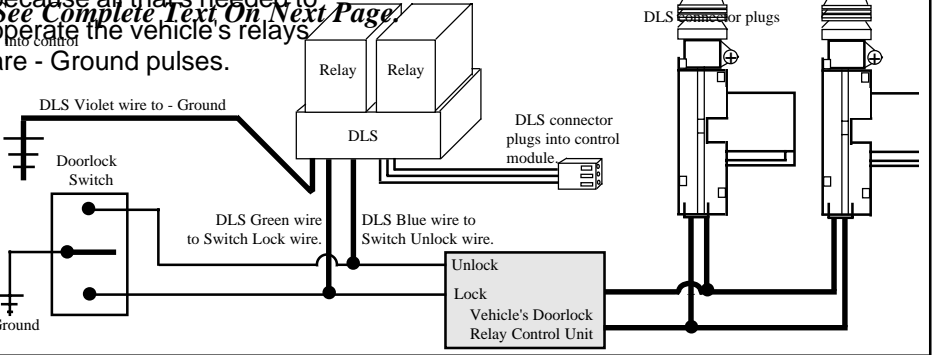 See Complete Text On Next Page.
operate the vehicle's relays
are - Ground pulses.
into control
DLS connector plugs
Relay
Relay
DLS
DLS Violet wire to - Ground
DLS connector
plugs into control
module.
Doorlock
Switch
DLS Green wire
to Switch Lock wire.
DLS Blue wire to
Switch Unlock wire.
Unlock
Lock
Vehicle's Doorlock
Relay Control Unit
Ground